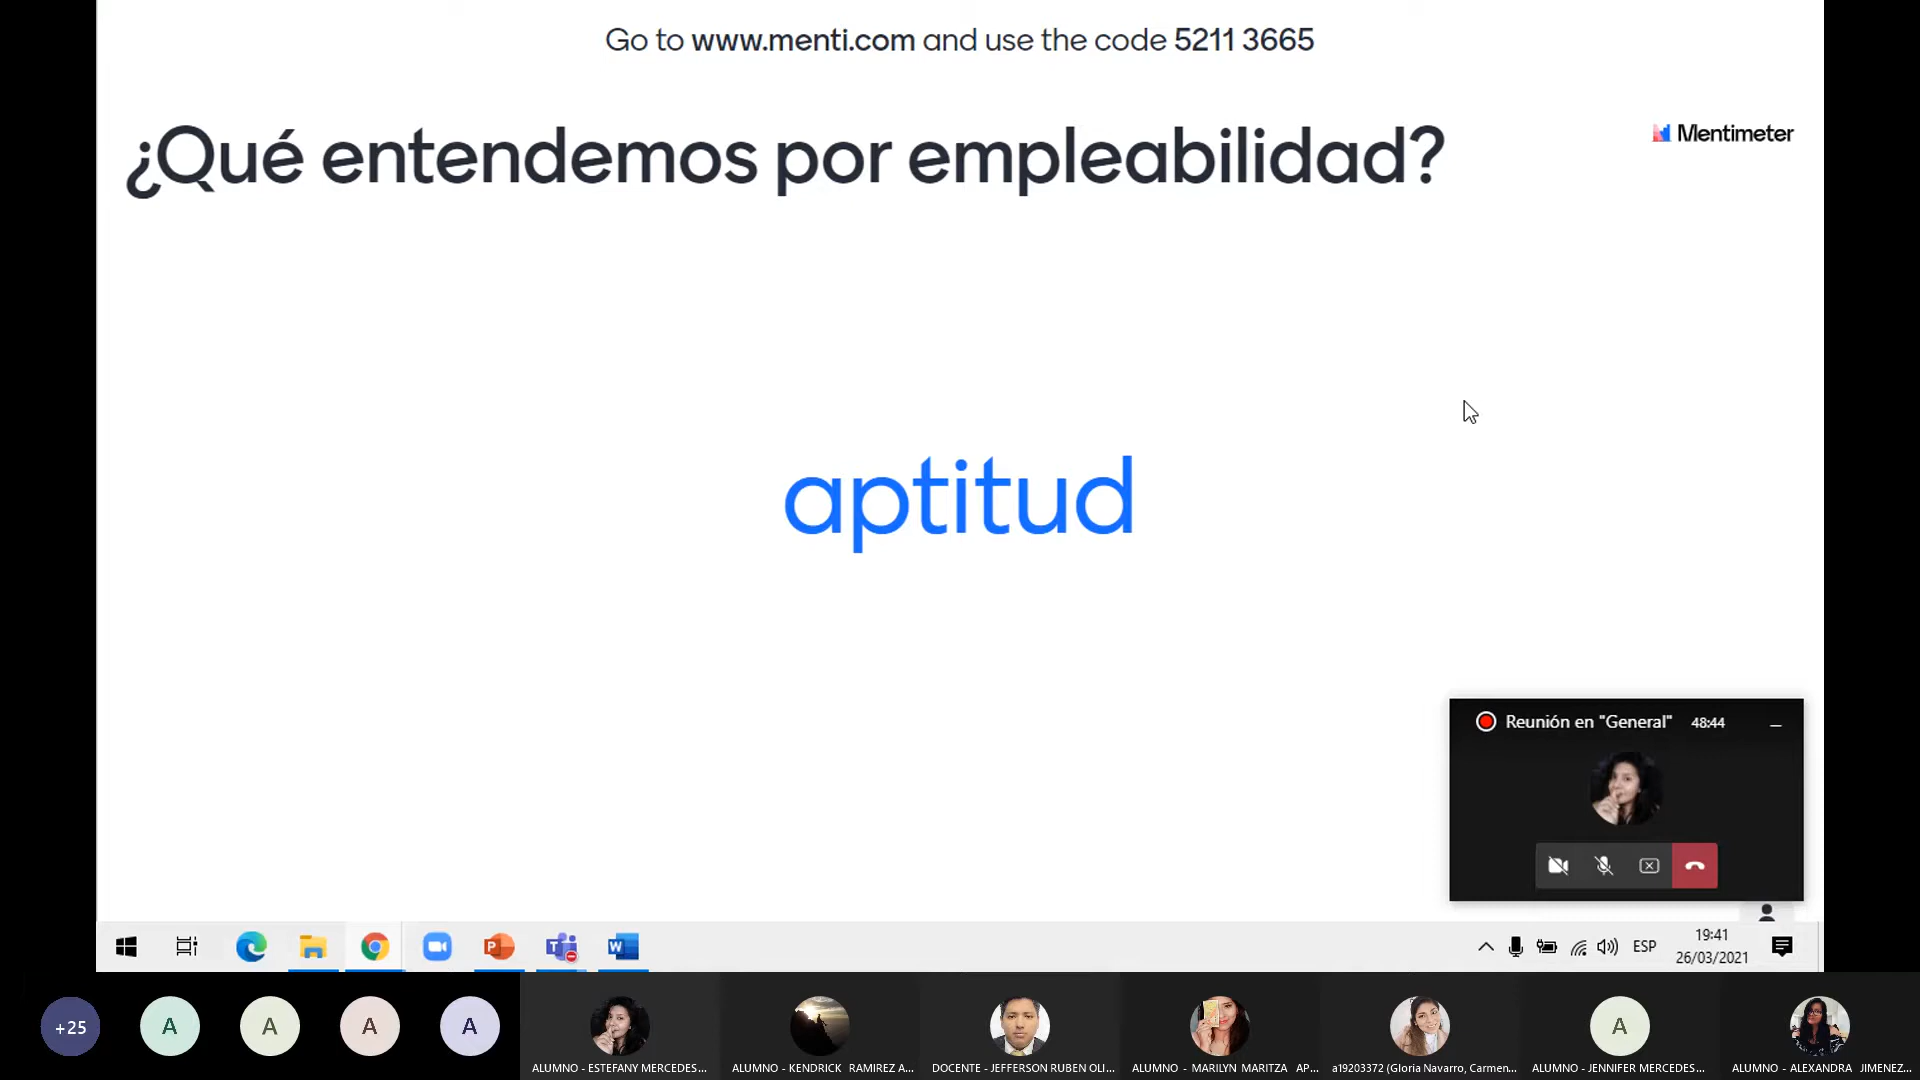 Go to www.menti.com and use the code 5211 3665
¿Qué entendemos por empleabilidad?
Mentimeter
aptitud
Reunión en "General" 48:44
ESP
19:41
26/03/2021
+25
A
A
A
A
A
ALUMNO - ESTEFANY MERCEDES...
ALUMNO - KENDRICK RAMIREZ A...
DOCENTE - JEFFERSON RUBEN OLI...
ALUMNO - MARILYN MARITZA AP...
a19203372 (Gloria Navarro, Carmen...
ALUMNO - JENNIFER MERCEDES...
ALUMNO - ALEXANDRA JIMENEZ...